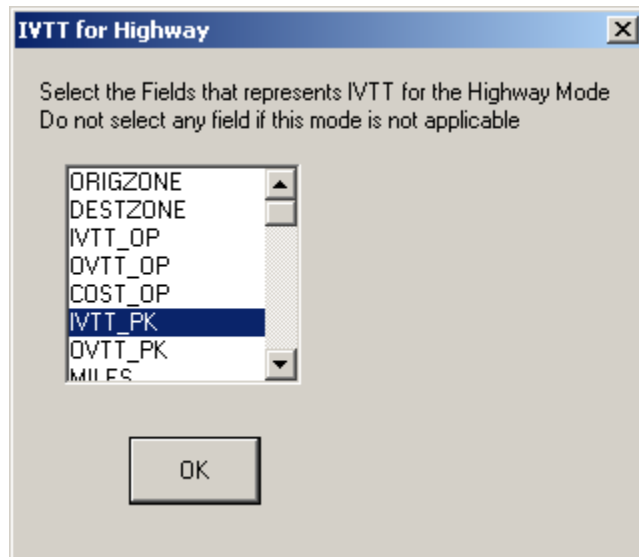 IVTT for Highway
Select the Fields that represents IVTT for the Highway Mode
Do not select any field if this mode is not applicable
ORIGZONE
DESTZONE
IVTT_OP
OVTT_OP
COST_OP
IVTT_PK
OVTT_PK
MILES
OK